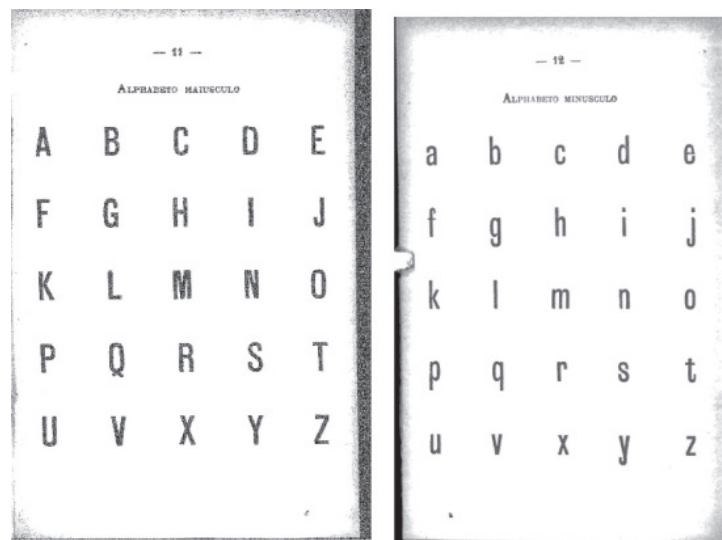 — 11 —
Alphabeto maiusculo
A B C D E
F G H I J
K L M N O
P Q R S T
U V X Y Z
— 12 —
Alphabeto minusculo
a b c d e
f g h i j
k l m n o
p q r s t
u v x y z